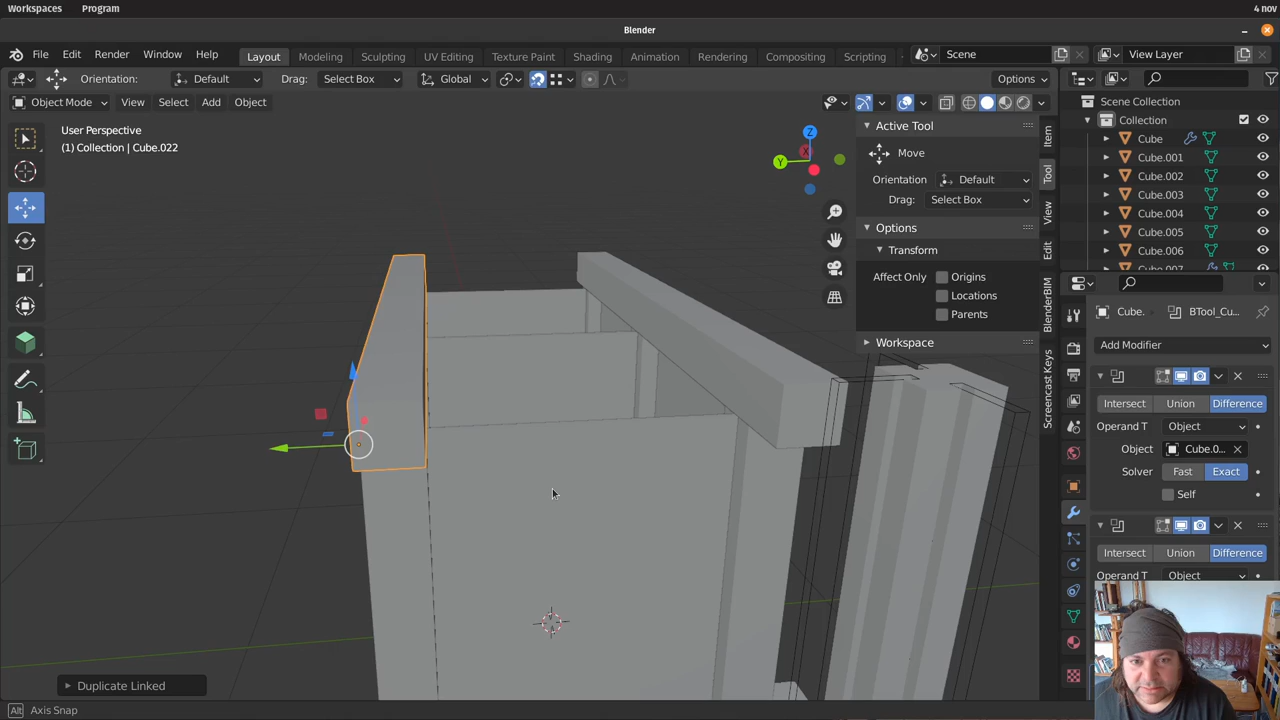 Workspaces Program 4 nov
Blender
File Edit Render Window Help Layout Modeling Sculpting UV Editing Texture Paint Shading Animation Rendering Compositing Scripting Scene View Layer
Orientation: Default Drag: Select Box Global Options
Object Mode View Select Add Object
User Perspective
(1) Collection | Cube.022
Z
X
Y
Active Tool
Move
Orientation Default
Drag: Select Box
Options
Transform
Affect Only Origins
Locations
Parents
Workspace
Item
Tool
View
Edit
BlenderBIM
Screencast Keys
Scene Collection
Collection
Cube
Cube.001
Cube.002
Cube.003
Cube.004
Cube.005
Cube.006
Cube.007
Cube. BTool_Cu...
Add Modifier
Intersect Union Difference
Operand T Object
Object Cube.0...
Solver Fast Exact
Self
Intersect Union Difference
Operand T Object
Duplicate Linked
Alt Axis Snap